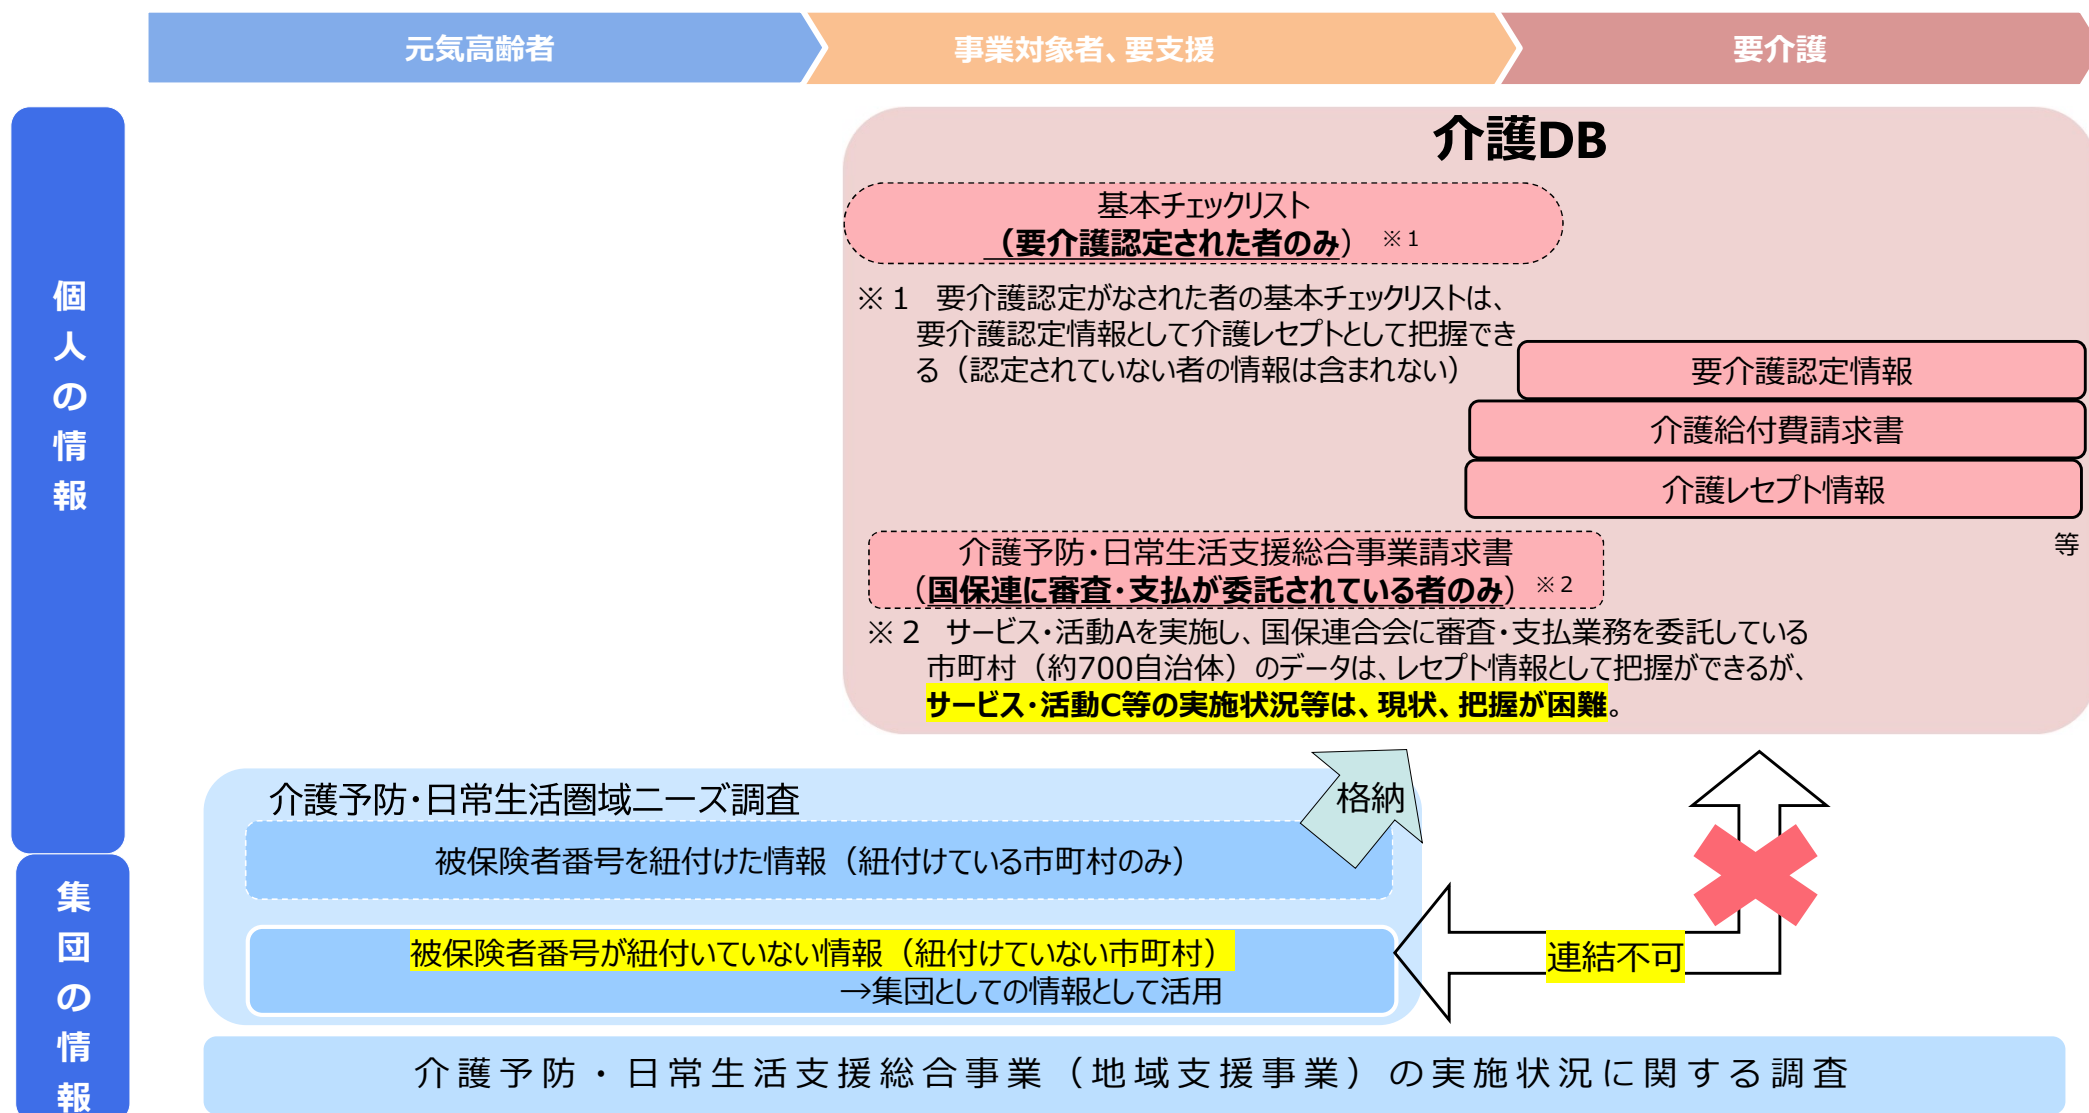 元気高齢者
事業対象者、要支援
要介護
個人の情報
介護DB
基本チェックリスト
（要介護認定された者のみ） ※１
※１ 要介護認定がなされた者の基本チェックリストは、
要介護認定情報として介護レセプトとして把握でき
る（認定されていない者の情報は含まれない）
要介護認定情報
介護給付費請求書
介護レセプト情報
等
介護予防・日常生活支援総合事業請求書
（国保連に審査・支払が委託されている者のみ） ※２
※２ サービス・活動Aを実施し、国保連合会に審査・支払業務を委託している
市町村（約700自治体）のデータは、レセプト情報として把握ができるが、
サービス・活動C等の実施状況等は、現状、把握が困難。
集団の情報
介護予防・日常生活圏域ニーズ調査
格納
被保険者番号を紐付けた情報（紐付けている市町村のみ）
被保険者番号が紐付いていない情報（紐付けていない市町村）
→集団としての情報として活用
連結不可
介護予防・日常生活支援総合事業（地域支援事業）の実施状況に関する調査